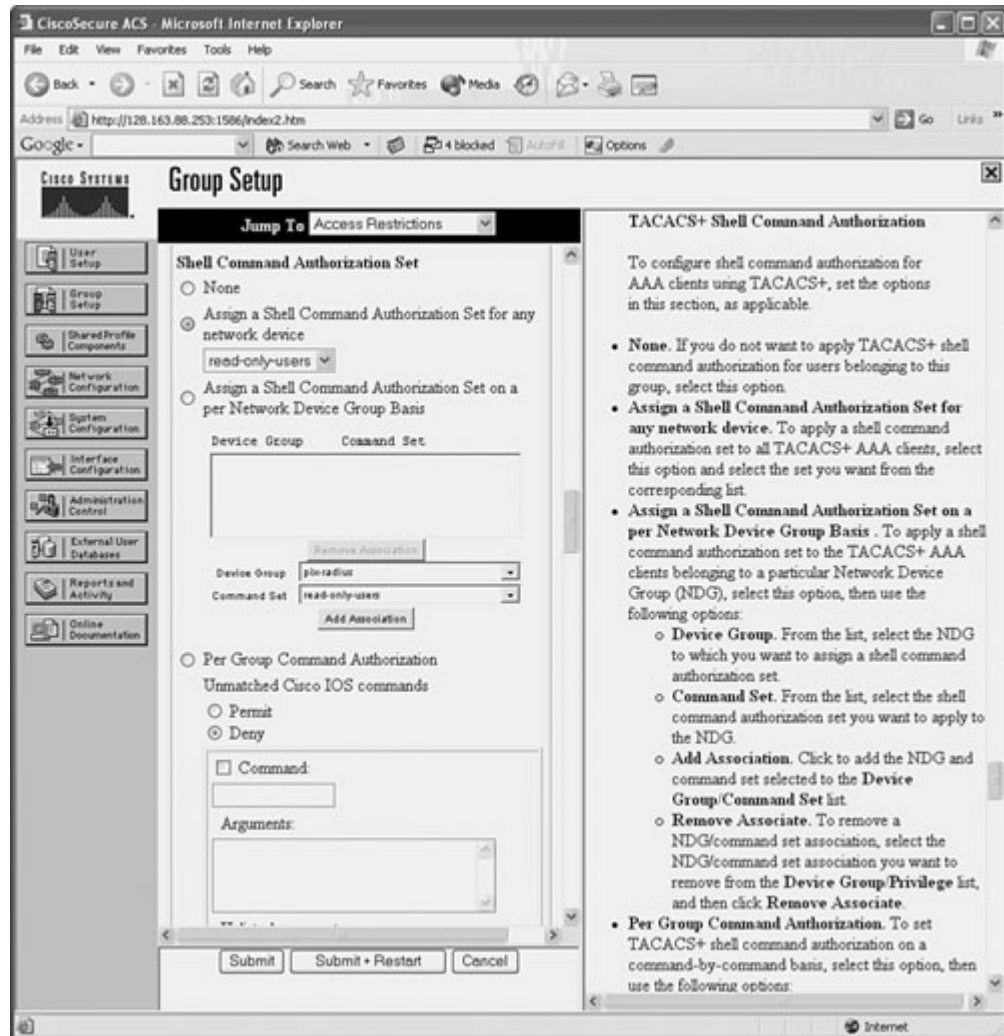 CiscoSecure ACS - Microsoft Internet Explorer
File Edit View Favorites Tools Help
Back Search Favorites Media
Address http://128.163.88.253:1586/index2.htm Go Links »
Google - Search Web 4 blocked AutoFill Options
CISCO SYSTEMS
Group Setup
Jump To Access Restrictions
User Setup
Group Setup
Shared Profile Components
Network Configuration
System Configuration
Interface Configuration
Administration Control
External User Databases
Reports and Activity
Online Documentation
Shell Command Authorization Set
None
Assign a Shell Command Authorization Set for any
network device
read-only-users
Assign a Shell Command Authorization Set on a
per Network Device Group Basis
Device Group Command Set
Remove Association
Device Group pix-radius
Command Set read-only-users
Add Association
Per Group Command Authorization
Unmatched Cisco IOS commands
Permit
Deny
Command:
Arguments:
Submit Submit + Restart Cancel
TACACS+ Shell Command Authorization
To configure shell command authorization for
AAA clients using TACACS+, set the options
in this section, as applicable.
• None. If you do not want to apply TACACS+ shell
command authorization for users belonging to this
group, select this option.
• Assign a Shell Command Authorization Set for
any network device. To apply a shell command
authorization set to all TACACS+ AAA clients, select
this option and select the set you want from the
corresponding list.
• Assign a Shell Command Authorization Set on a
per Network Device Group Basis . To apply a shell
command authorization set to the TACACS+ AAA
clients belonging to a particular Network Device
Group (NDG), select this option, then use the
following options:
o Device Group. From the list, select the NDG
to which you want to assign a shell command
authorization set.
o Command Set. From the list, select the shell
command authorization set you want to apply to
the NDG.
o Add Association. Click to add the NDG and
command set selected to the Device
Group/Command Set list.
o Remove Associate. To remove a
NDG/command set association, select the
NDG/command set association you want to
remove from the Device Group/Privilege list,
and then click Remove Associate.
• Per Group Command Authorization. To set
TACACS+ shell command authorization on a
command-by-command basis, select this option, then
use the following options:
Internet